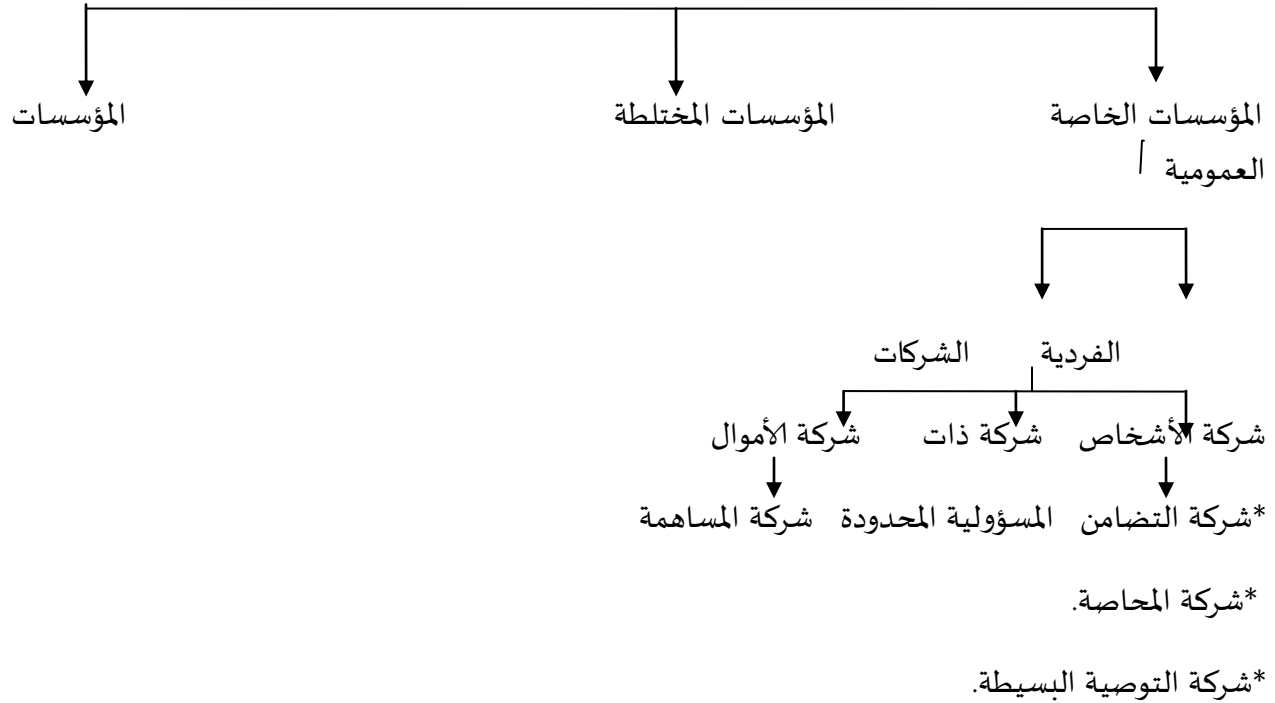 المؤسسات الخاصة المؤسسات المختلطة المؤسسات
العمومية
الفردية الشركات
شركة الأشخاص شركة ذات شركة الأموال
*شركة التضامن المسؤولية المحدودة شركة المساهمة
*شركة المحاصة.
*شركة التوصية البسيطة.